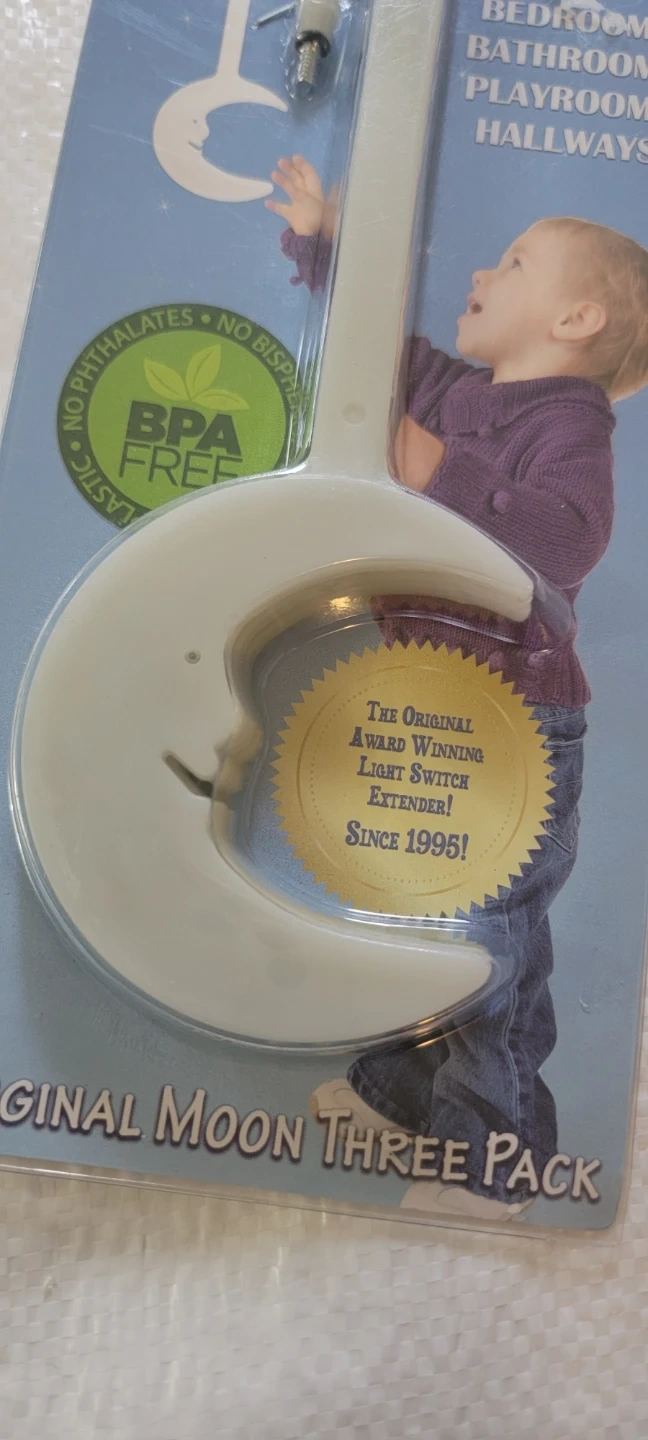 BEDROOM
BATHROOM
PLAYROOM
HALLWAYS
NO PHTHALATES • NO BISPHE
BPA
FREE
LASTIC •
THE ORIGINAL
AWARD WINNING
LIGHT SWITCH
EXTENDER!
SINCE 1995!
GINAL MOON THREE PACK